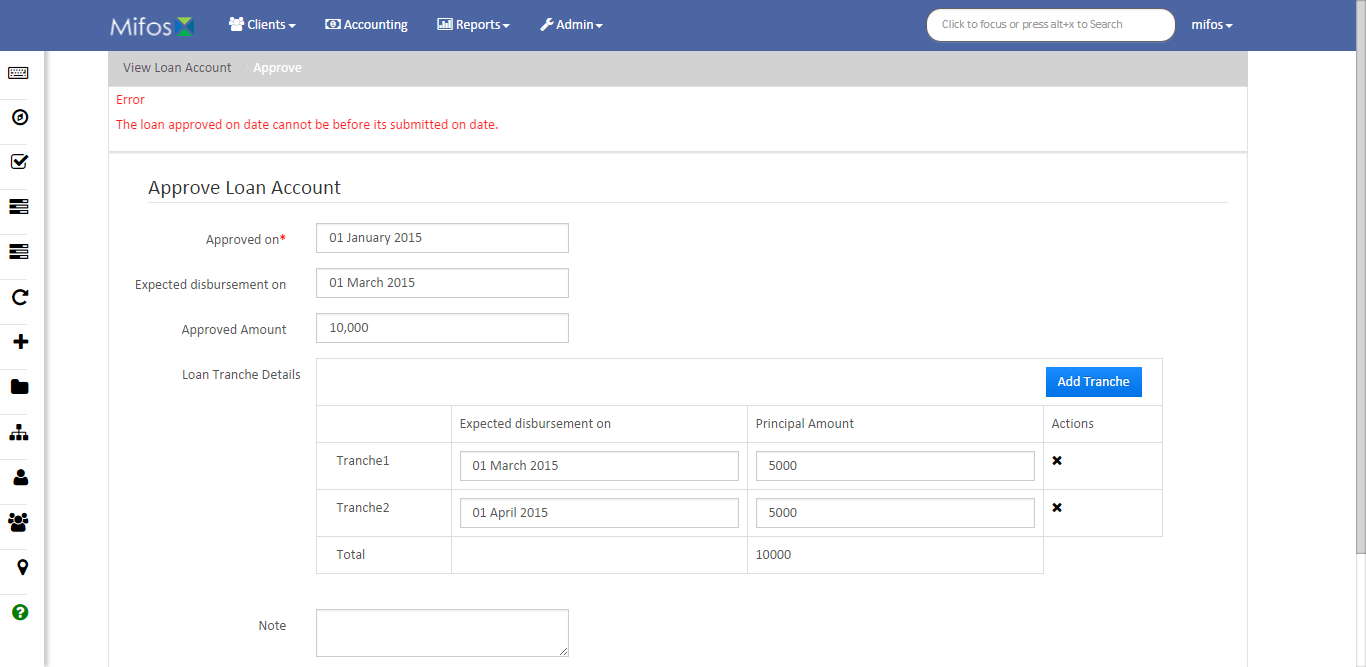 Mifos Clients Accounting Reports Admin Click to focus or press alt+x to Search mifos
View Loan Account / Approve
Error
The loan approved on date cannot be before its submitted on date.
Approve Loan Account
Approved on* 01 January 2015
Expected disbursement on 01 March 2015
Approved Amount 10,000
Loan Tranche Details Add Tranche
Expected disbursement on Principal Amount Actions
Tranche1 01 March 2015 5000
Tranche2 01 April 2015 5000
Total 10000
Note